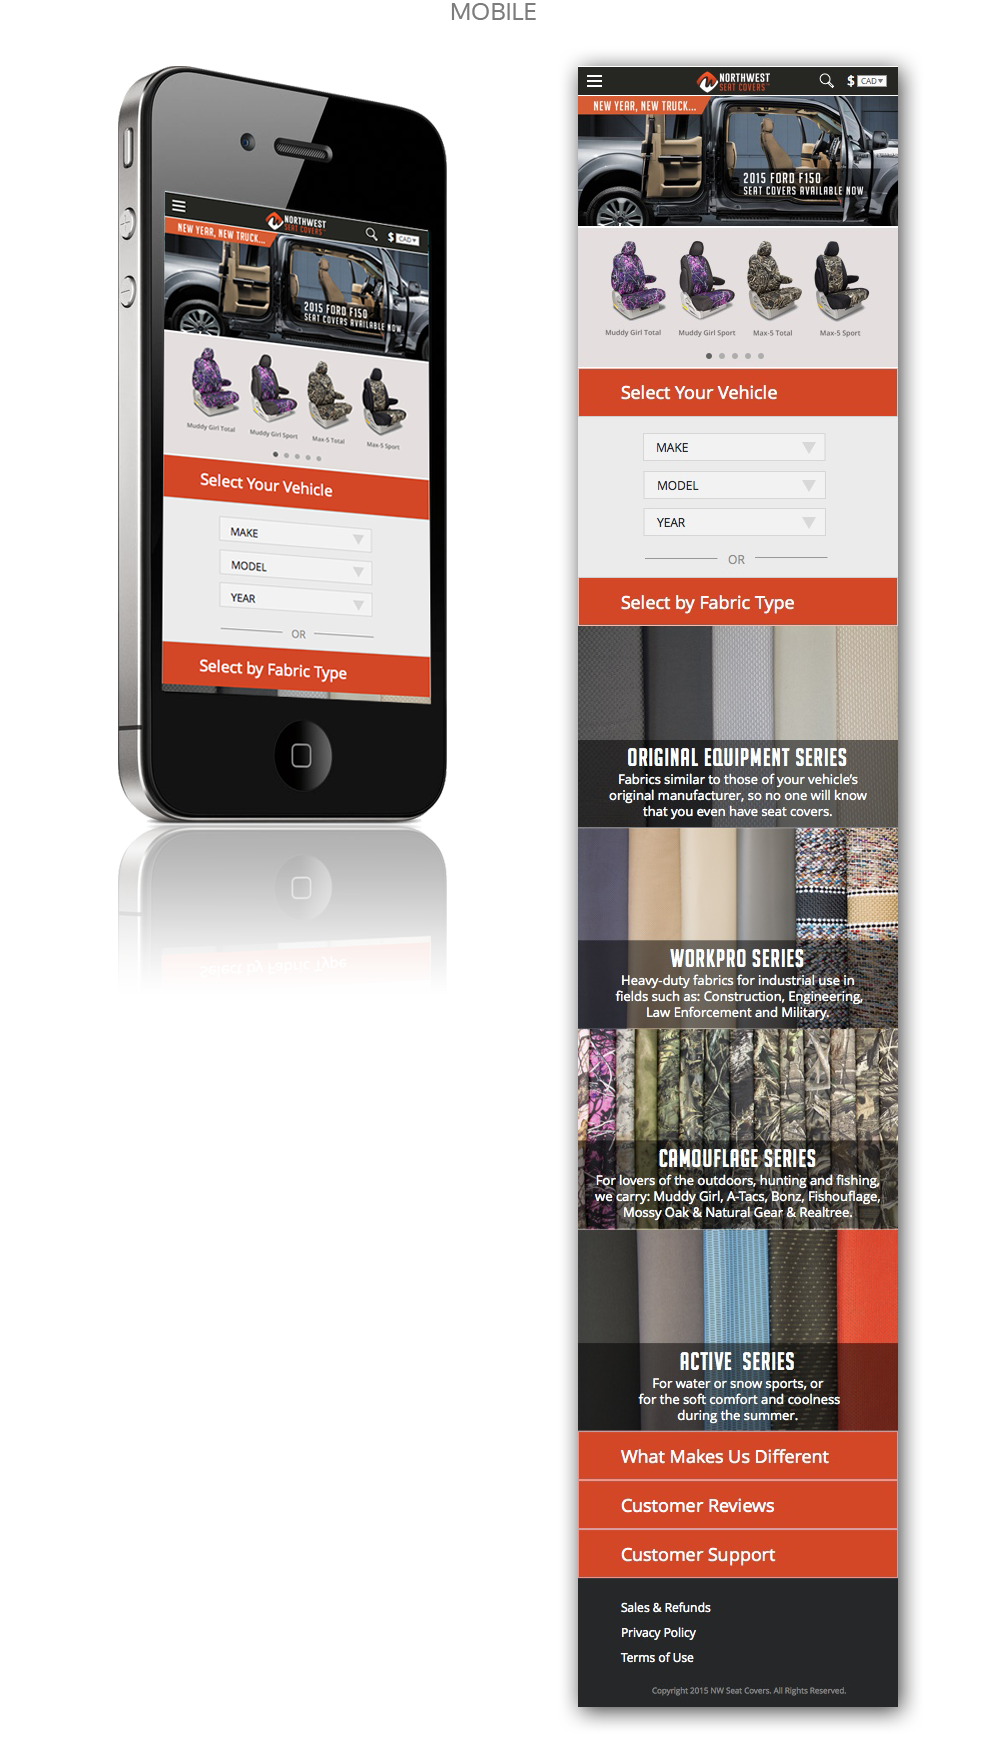 MOBILE
NORTHWEST
SEAT COVERS
$ CAD
NEW YEAR, NEW TRUCK...
2015 FORD F150
SEAT COVERS AVAILABLE NOW
Muddy Girl Total
Muddy Girl Sport
Max-5 Total
Max-5 Sport
Select Your Vehicle
MAKE
MODEL
YEAR
OR
Select by Fabric Type
Select by Fabric Type
NORTHWEST
SEAT COVERS
$ CAD
NEW YEAR, NEW TRUCK...
2015 FORD F150
SEAT COVERS AVAILABLE NOW
Muddy Girl Total
Muddy Girl Sport
Max-5 Total
Max-5 Sport
Select Your Vehicle
MAKE
MODEL
YEAR
OR
Select by Fabric Type
ORIGINAL EQUIPMENT SERIES
Fabrics similar to those of your vehicle's
original manufacturer, so no one will know
that you even have seat covers.
WORKPRO SERIES
Heavy-duty fabrics for industrial use in
fields such as: Construction, Engineering,
Law Enforcement and Military.
CAMOUFLAGE SERIES
For lovers of the outdoors, hunting and fishing,
we carry: Muddy Girl, A-Tacs, Bonz, Fishouflage,
Mossy Oak & Natural Gear & Realtree.
ACTIVE SERIES
For water or snow sports, or
for the soft comfort and coolness
during the summer.
What Makes Us Different
Customer Reviews
Customer Support
Sales & Refunds
Privacy Policy
Terms of Use
Copyright 2015 NW Seat Covers. All Rights Reserved.